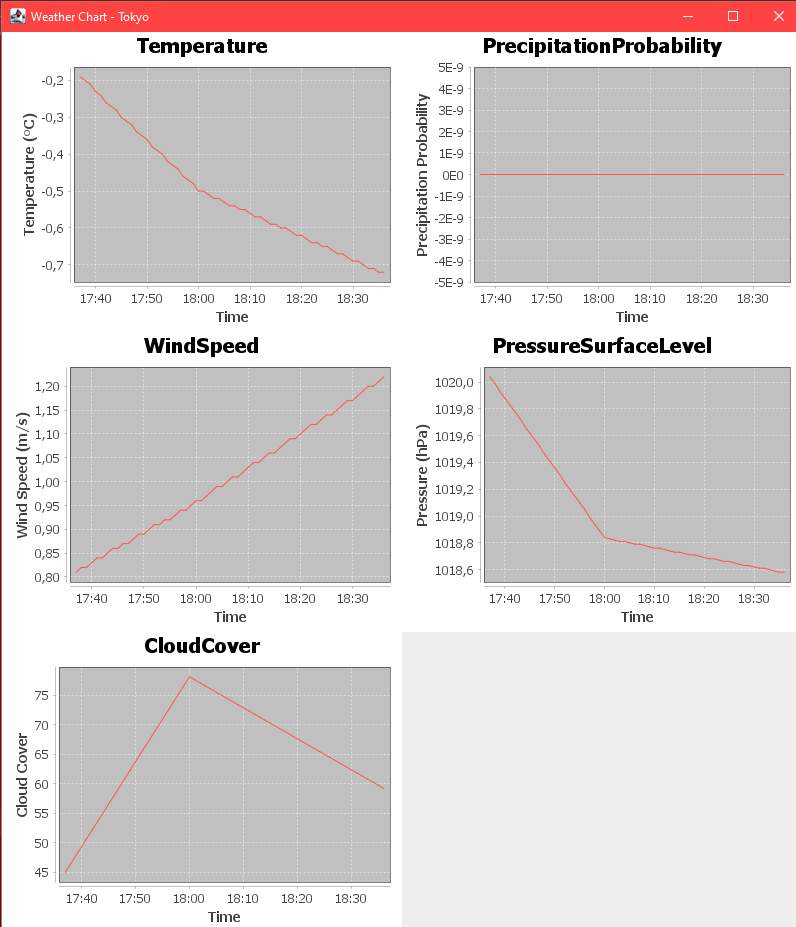 Weather Chart - Tokyo
Temperature
-0,2
-0,3
-0,4
-0,5
-0,6
-0,7
Temperature (°C)
17:40 17:50 18:00 18:10 18:20 18:30
Time
PrecipitationProbability
5E-9
4E-9
3E-9
2E-9
1E-9
0E0
-1E-9
-2E-9
-3E-9
-4E-9
-5E-9
Precipitation Probability
17:40 17:50 18:00 18:10 18:20 18:30
Time
WindSpeed
1,20
1,15
1,10
1,05
1,00
0,95
0,90
0,85
0,80
Wind Speed (m/s)
17:40 17:50 18:00 18:10 18:20 18:30
Time
PressureSurfaceLevel
1020,0
1019,8
1019,6
1019,4
1019,2
1019,0
1018,8
1018,6
Pressure (hPa)
17:40 17:50 18:00 18:10 18:20 18:30
Time
CloudCover
75
70
65
60
55
50
45
Cloud Cover
17:40 17:50 18:00 18:10 18:20 18:30
Time